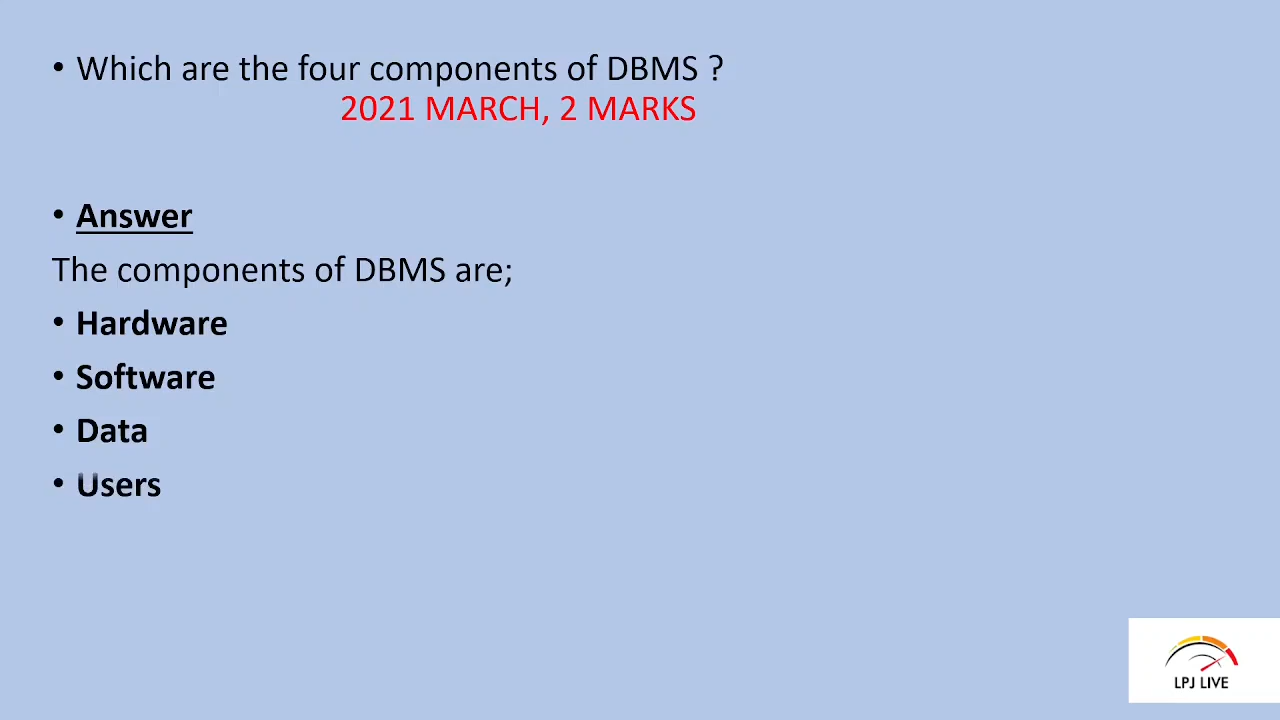 • Which are the four components of DBMS ?
2021 MARCH, 2 MARKS
• Answer
The components of DBMS are;
• Hardware
• Software
• Data
• Users
LPJ LIVE